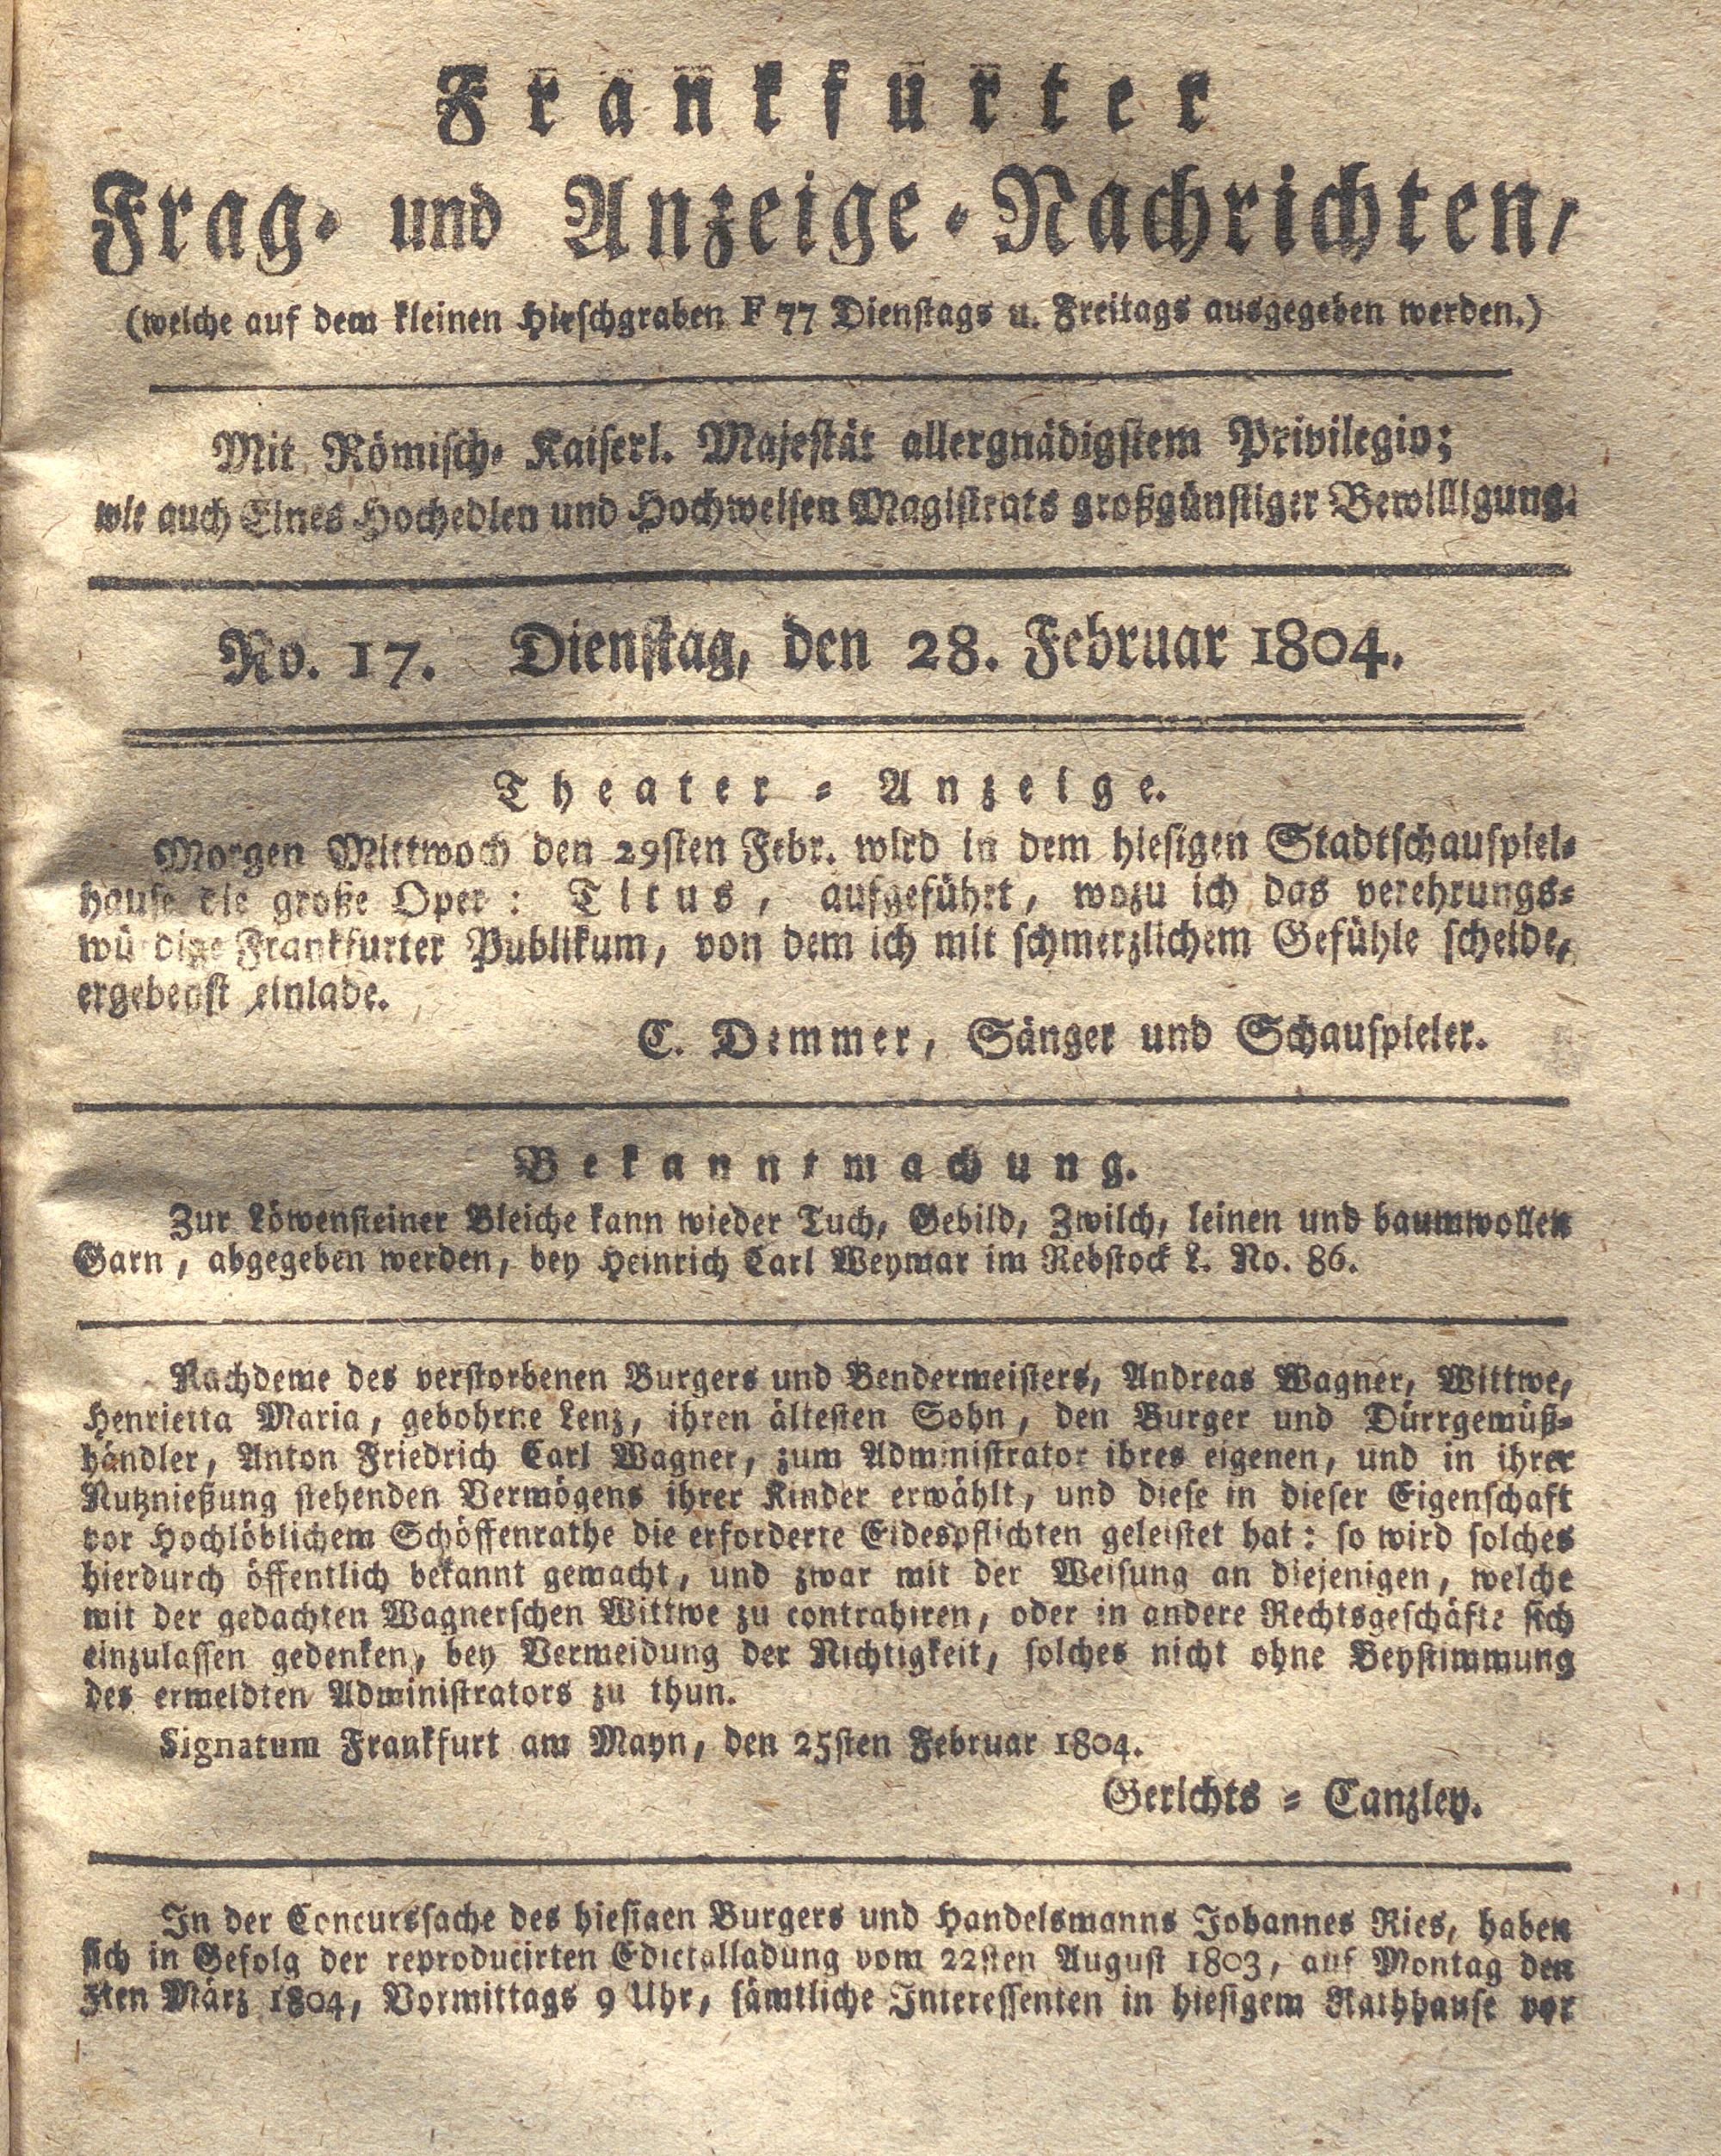 Frankfurter
Frag- und Anzeige-Nachrichten,
(welche auf dem kleinen Hirschgraben F 77 Dienstags u. Freitags ausgegeben werden.)
Mit Römisch- Kaiserl. Majestät allergnädigstem Privilegio;
wie auch Eines Hochedlen und Hochweisen Magistrats großgünstiger Bewilligung.
No. 17. Dienstag, den 28. Februar 1804.
Theater-Anzeige.
Morgen Mittwoch den 29sten Febr. wird in dem hiesigen Stadtschauspiel-
hause die große Oper: Titus, aufgeführt, wozu ich das verehrungs-
würdige Frankfurter Publikum, von dem ich mit schmerzlichem Gefühle scheide,
ergebenst einlade.
C. Demmer, Sänger und Schauspieler.
Bekanntmachung.
Zur Löwensteiner Bleiche kann wieder Tuch, Gebild, Zwilch, leinen und baumwollen
Garn, abgegeben werden, bey Heinrich Carl Weymar im Rebstock L. No. 86.
Nachdeme des verstorbenen Burgers und Bendermeisters, Andreas Wagner, Wittwe,
Henrietta Maria, gebohrne Lenz, ihren ältesten Sohn, den Burger und Dürrgemüß-
händler, Anton Friedrich Carl Wagner, zum Administrator ihres eigenen, und in ihrer
Nutznießung stehenden Vermögens ihrer Kinder erwählt, und diese in dieser Eigenschaft
vor Hochlöblichem Schöffenrathe die erforderte Eidespflichten geleistet hat: so wird solches
hierdurch öffentlich bekannt gemacht, und zwar mit der Weisung an diejenigen, welche
mit der gedachten Wagnerschen Wittwe zu contrahiren, oder in andere Rechtsgeschäfte sich
einzulassen gedenken, bey Vermeidung der Nichtigkeit, solches nicht ohne Beystimmung
des ermeldten Administrators zu thun.
Signatum Frankfurt am Mayn, den 25sten Februar 1804.
Gerichts-Canzley.
In der Concurssache des hiesigen Burgers und Handelsmanns Johannes Ries, haben
sich in Gefolg der reproducirten Edictalladung vom 22sten August 1803, auf Montag den
5ten März 1804, Vormittags 9 Uhr, sämtliche Interessenten in hiesigem Rathhause vor